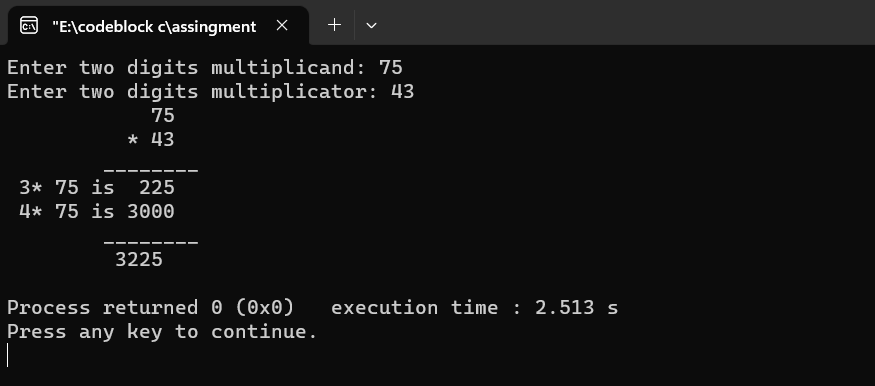 "E:\codeblock c\assingment
Enter two digits multiplicand: 75
Enter two digits multiplicator: 43
            75
          * 43
        ________
 3* 75 is  225
 4* 75 is 3000
        ________
         3225

Process returned 0 (0x0)   execution time : 2.513 s
Press any key to continue.